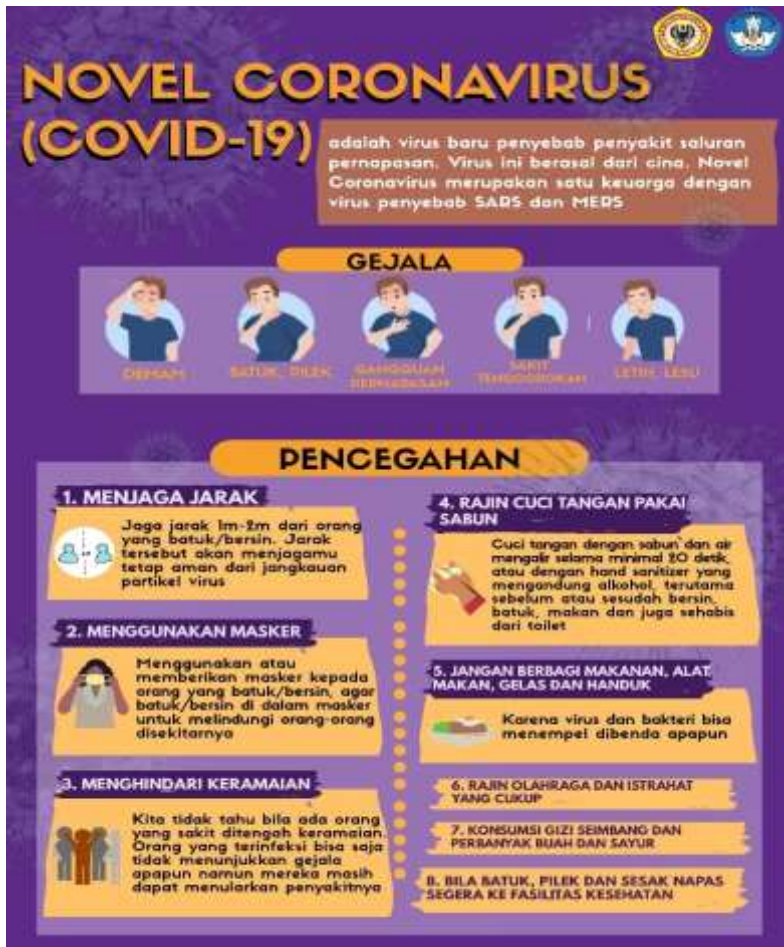 NOVEL CORONAVIRUS
(COVID-19)
adalah virus baru penyebab penyakit saluran
pernapasan. Virus ini berasal dari cina. Novel
Coronavirus merupakan satu keuarga dengan
virus penyebab SARS dan MERS
GEJALA
DEMAM
BATUK, PILEK
GANGGUAN
PERNAPASAN
SAKIT
TENGGOROKAN
LETIH, LESU
PENCEGAHAN
1. MENJAGA JARAK
Jaga jarak 1m-2m dari orang
yang batuk/bersin. Jarak
tersebut akan menjagamu
tetap aman dari jangkauan
partikel virus
2. MENGGUNAKAN MASKER
Menggunakan atau
memberikan masker kepada
orang yang batuk/bersin, agar
batuk/bersin di dalam masker
untuk melindungi orang-orang
disekitarnya
3. MENGHINDARI KERAMAIAN
Kita tidak tahu bila ada orang
yang sakit ditengah keramaian.
Orang yang terinfeksi bisa saja
tidak menunjukkan gejala
apapun namun mereka masih
dapat menularkan penyakitnya
4. RAJIN CUCI TANGAN PAKAI
SABUN
Cuci tangan dengan sabun dan air
mengalir selama minimal 20 detik,
atau dengan hand sanitizer yang
mengandung alkohol, terutama
sebelum atau sesudah bersin,
batuk, makan dan juga sehabis
dari toilet
5. JANGAN BERBAGI MAKANAN, ALAT
MAKAN, GELAS DAN HANDUK
Karena virus dan bakteri bisa
menempel dibenda apapun
6. RAJIN OLAHRAGA DAN ISTRAHAT
YANG CUKUP
7. KONSUMSI GIZI SEIMBANG DAN
PERBANYAK BUAH DAN SAYUR
8. BILA BATUK, PILEK DAN SESAK NAPAS
SEGERA KE FASILITAS KESEHATAN